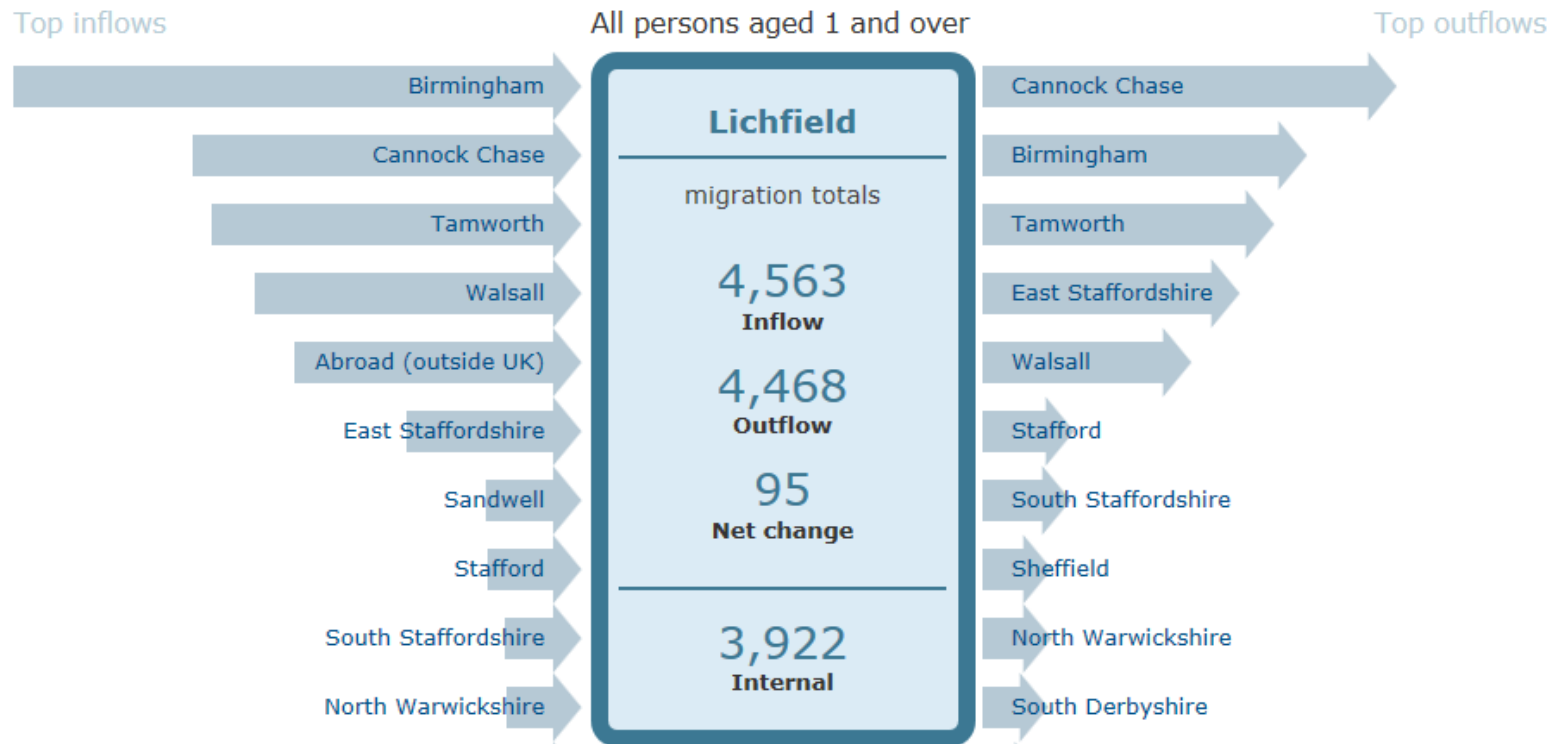 Top inflows
All persons aged 1 and over
Top outflows
Birmingham
Cannock Chase
Tamworth
Walsall
Abroad (outside UK)
East Staffordshire
Sandwell
Stafford
South Staffordshire
North Warwickshire
Lichfield
migration totals
4,563
Inflow
4,468
Outflow
95
Net change
3,922
Internal
Cannock Chase
Birmingham
Tamworth
East Staffordshire
Walsall
Stafford
South Staffordshire
Sheffield
North Warwickshire
South Derbyshire